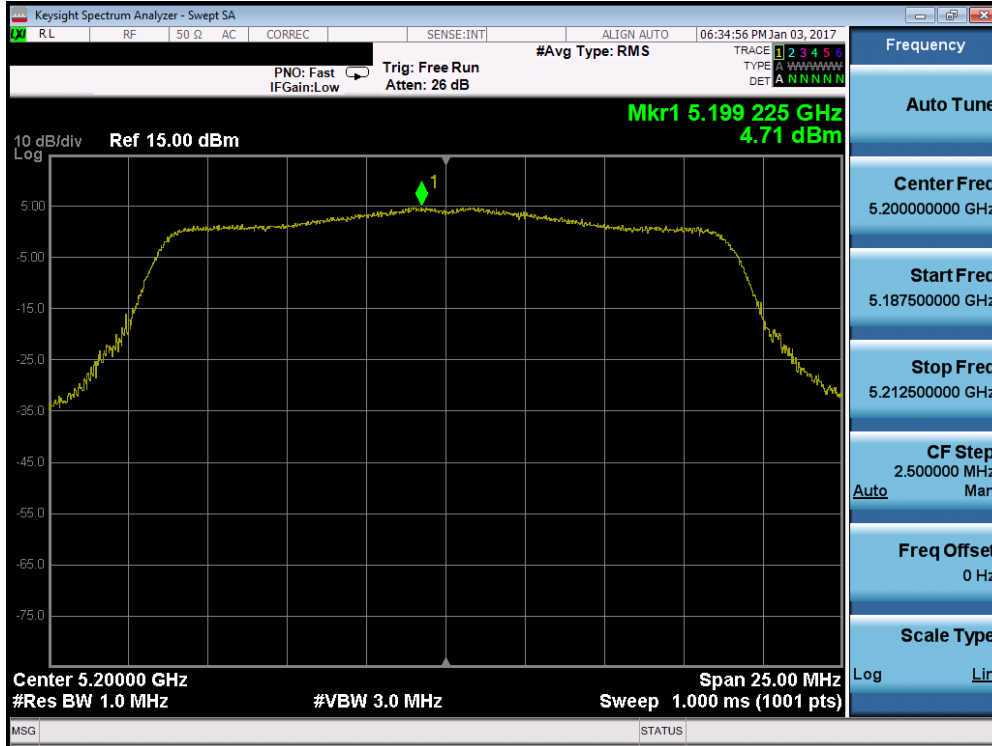 Keysight Spectrum Analyzer - Swept SA
LXI RL RF 50 Ω AC CORREC SENSE:INT ALIGN AUTO 06:34:56 PM Jan 03, 2017
#Avg Type: RMS TRACE 1 2 3 4 5 6
PNO: Fast Trig: Free Run TYPE A WWWWW
IFGain:Low Atten: 26 dB DET A N N N N N
Mkr1 5.199 225 GHz
4.71 dBm
10 dB/div Ref 15.00 dBm
Log
1
5.00
-5.00
-15.0
-25.0
-35.0
-45.0
-55.0
-65.0
-75.0
Center 5.20000 GHz Span 25.00 MHz
#Res BW 1.0 MHz #VBW 3.0 MHz Sweep 1.000 ms (1001 pts)
MSG STATUS
Frequency
Auto Tune
Center Freq
5.200000000 GHz
Start Freq
5.187500000 GHz
Stop Freq
5.212500000 GHz
CF Step
2.500000 MHz
Auto Man
Freq Offset
0 Hz
Scale Type
Log Lin